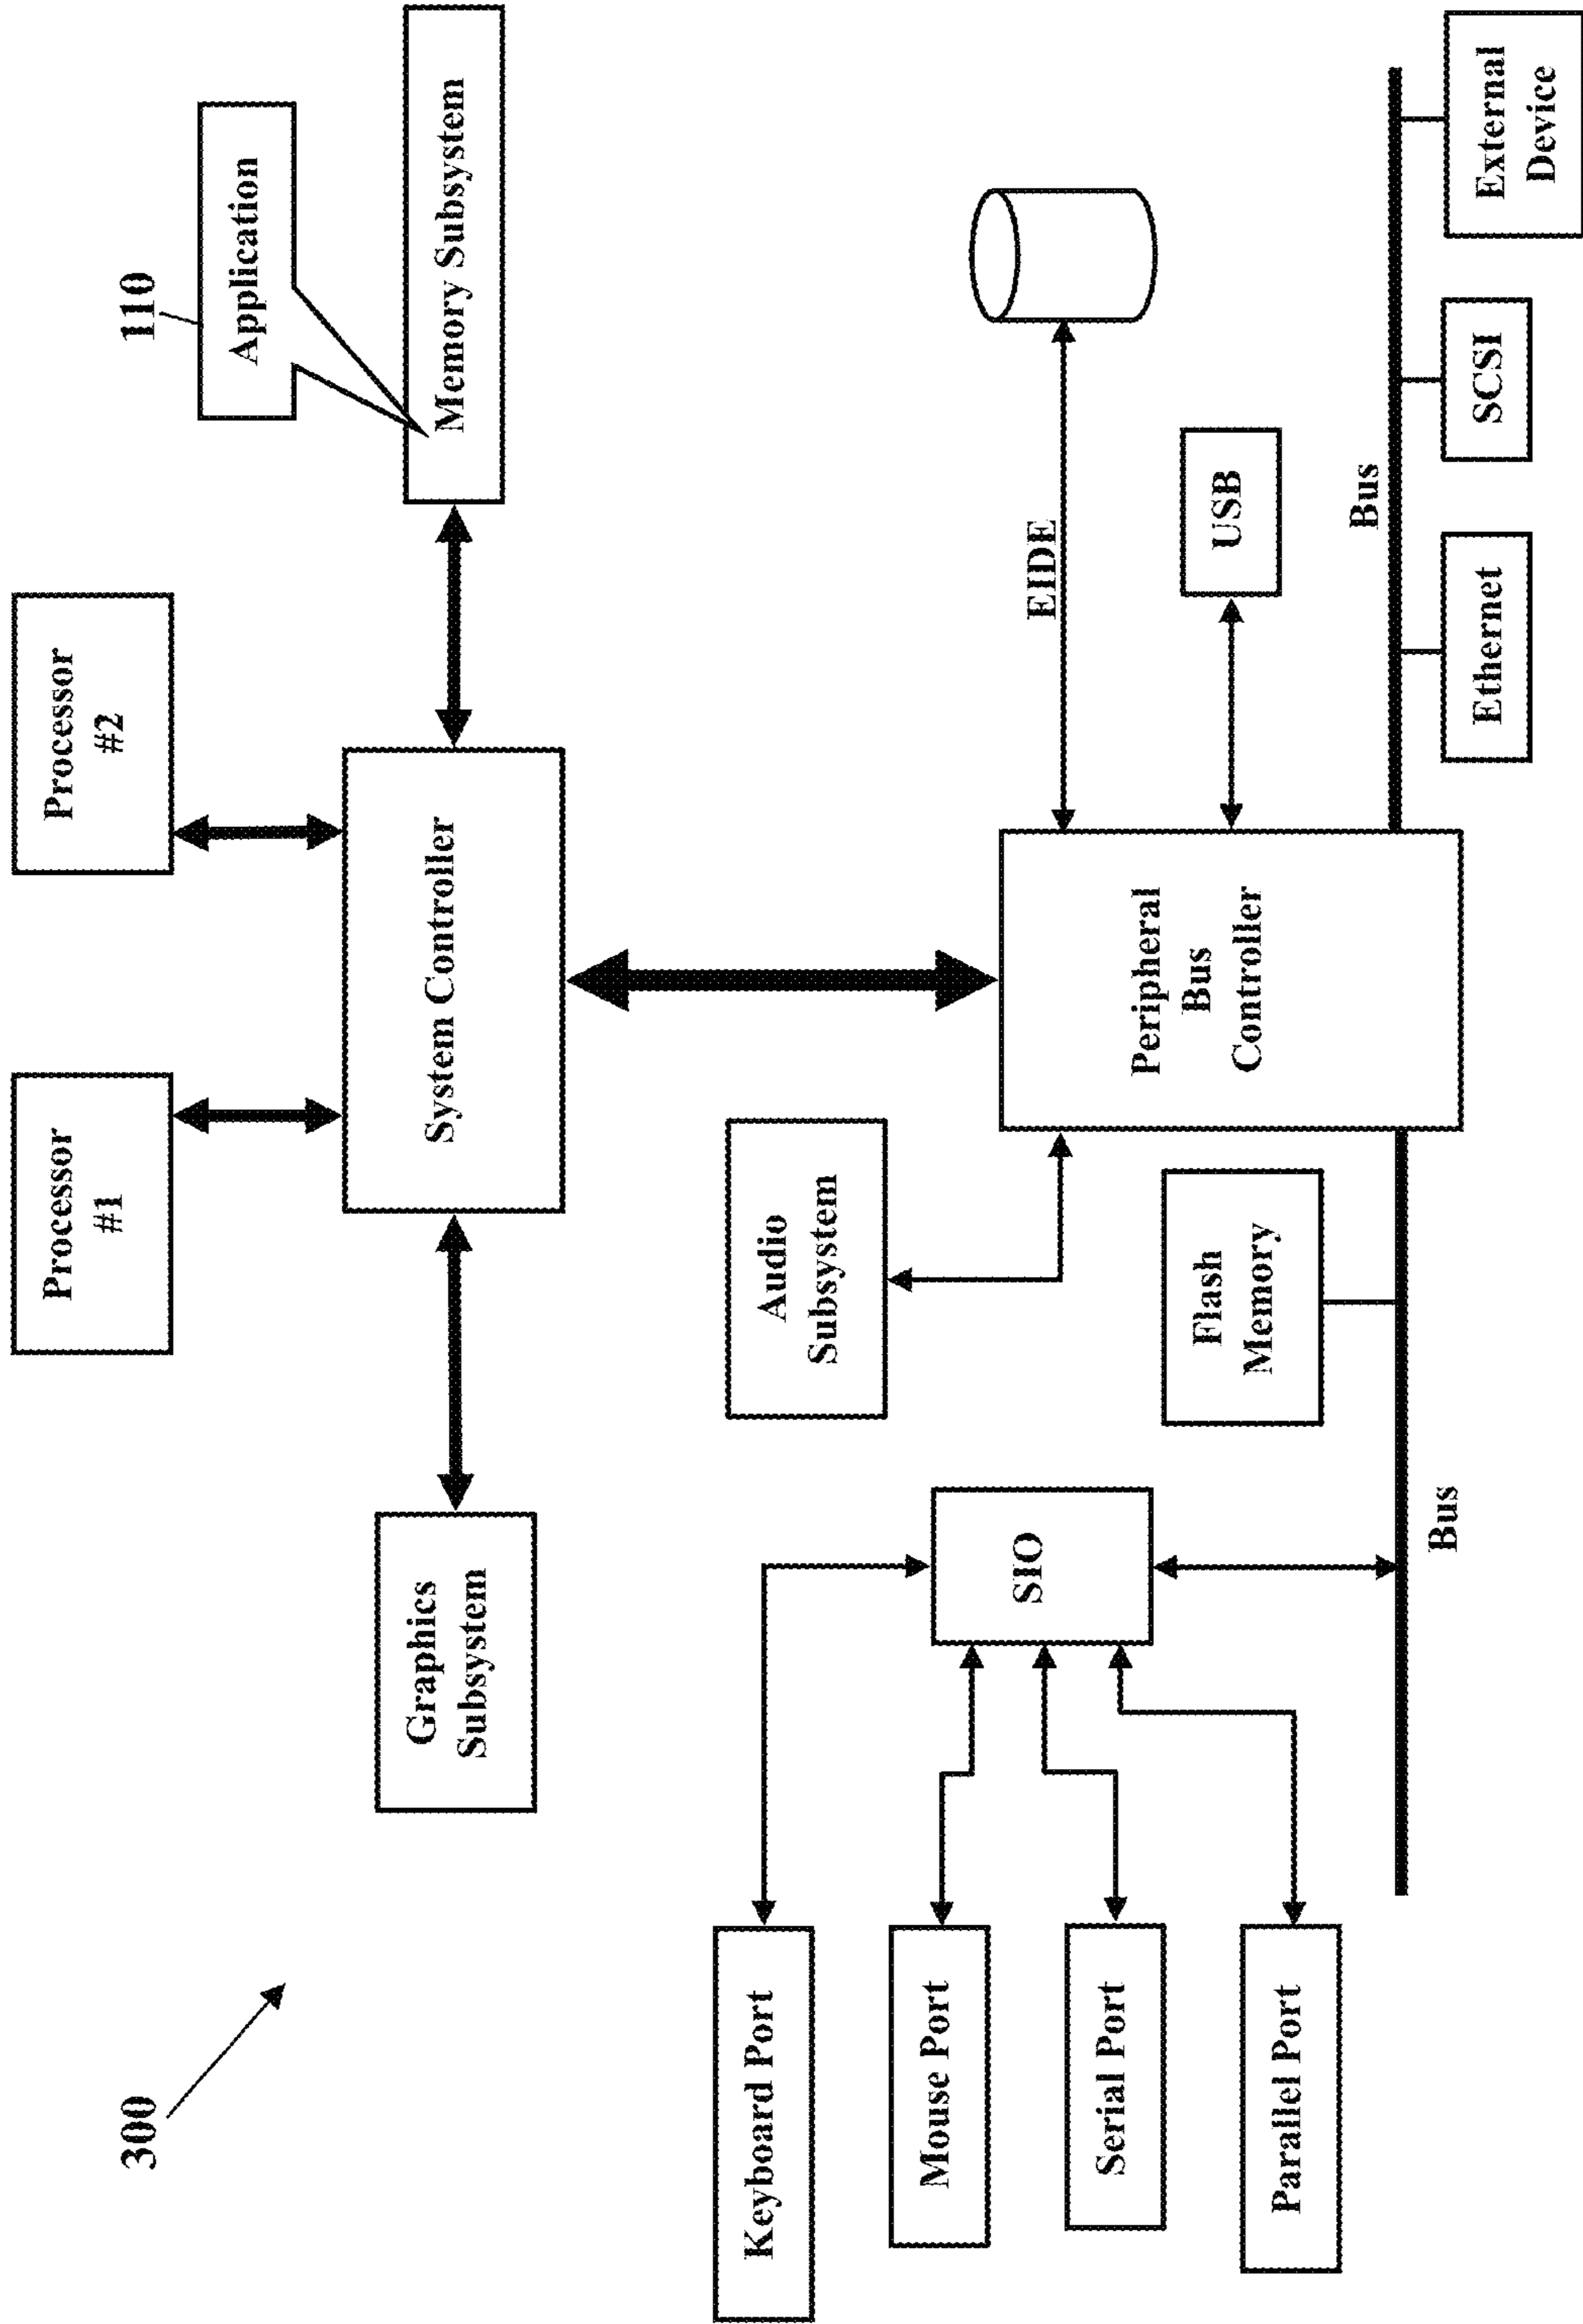 300
110
Processor
#1
Processor
#2
Application
Graphics
Subsystem
System Controller
Memory Subsystem
Keyboard Port
Mouse Port
Serial Port
Parallel Port
SIO
Audio
Subsystem
Flash
Memory
Peripheral
Bus
Controller
EIDE
USB
Bus
Bus
Ethernet
SCSI
External
Device